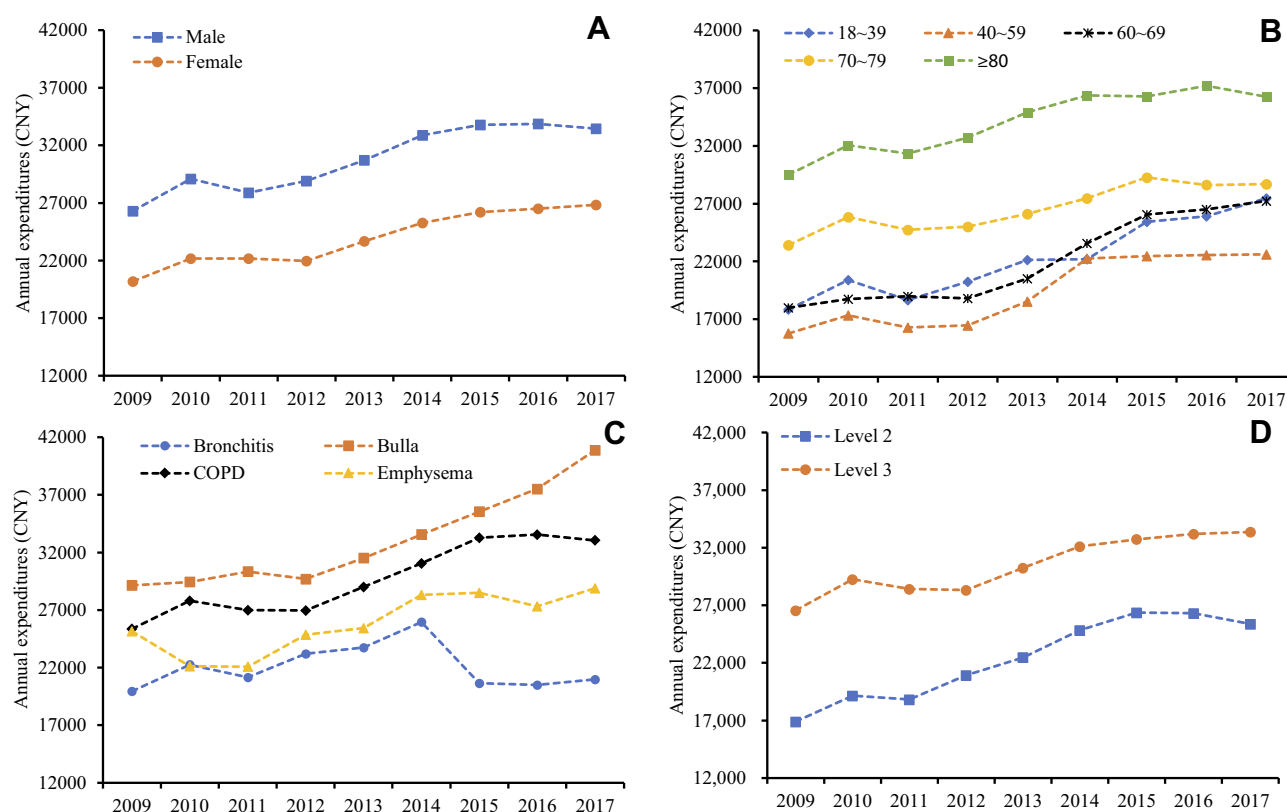 A
Male
Female
Annual expenditures (CNY)
42000
37000
32000
27000
22000
17000
12000
2009 2010 2011 2012 2013 2014 2015 2016 2017
B
18~39 40~59 60~69
70~79 ≥80
Annual expenditures (CNY)
42000
37000
32000
27000
22000
17000
12000
2009 2010 2011 2012 2013 2014 2015 2016 2017
C
Bronchitis Bulla
COPD Emphysema
Annual expenditures (CNY)
42000
37000
32000
27000
22000
17000
12000
2009 2010 2011 2012 2013 2014 2015 2016 2017
D
Level 2
Level 3
Annual expenditures (CNY)
42,000
37,000
32,000
27,000
22,000
17,000
12,000
2009 2010 2011 2012 2013 2014 2015 2016 2017